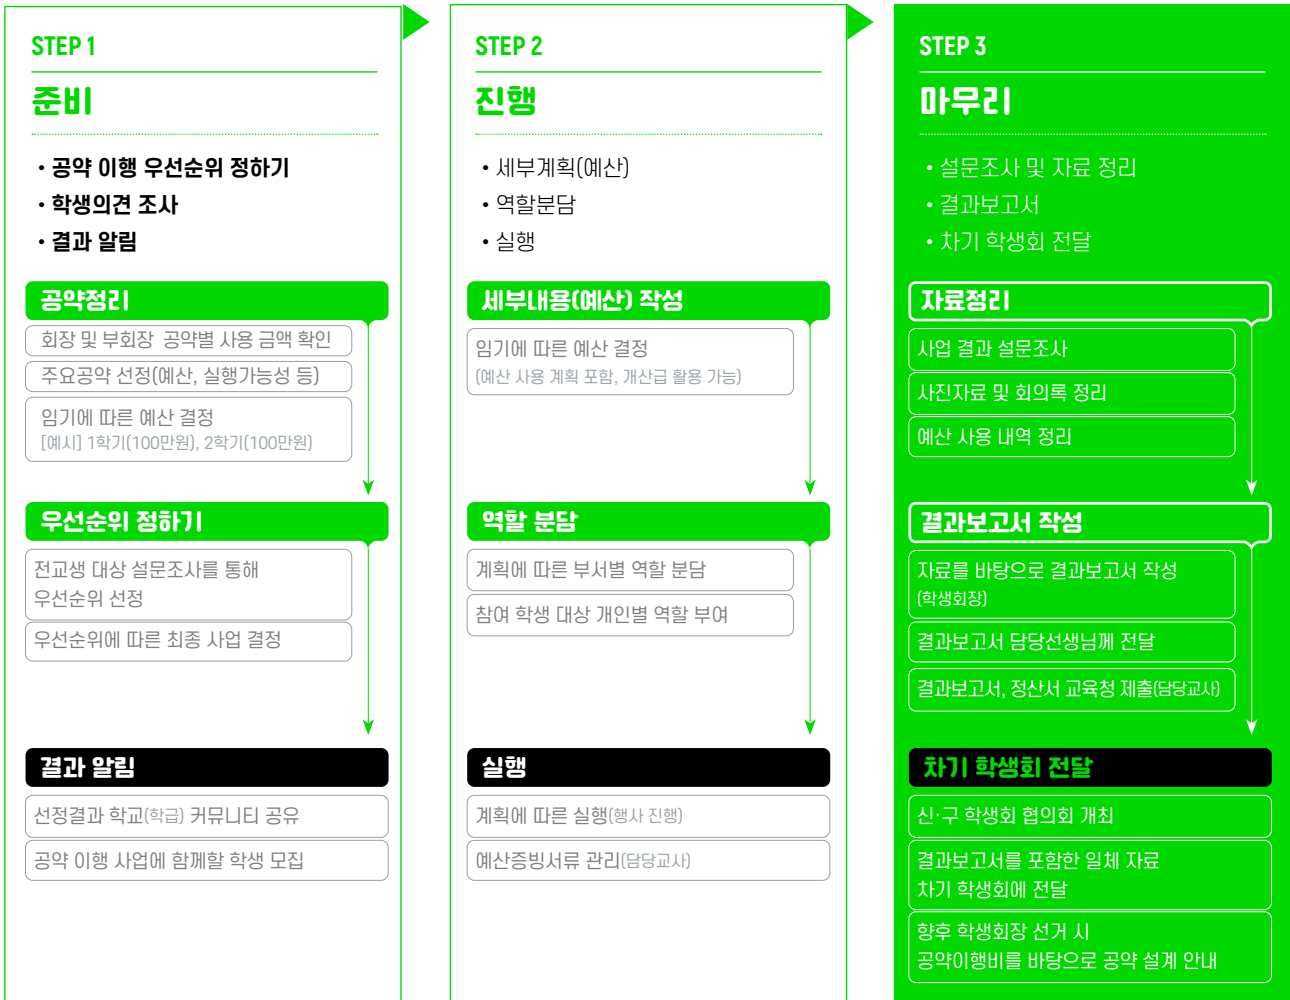 STEP 1
준비
• 공약 이행 우선순위 정하기
• 학생의견 조사
• 결과 알림
공약정리
회장 및 부회장 공약별 사용 금액 확인
주요공약 선정(예산, 실행가능성 등)
임기에 따른 예산 결정
[예시] 1학기(100만원), 2학기(100만원)
우선순위 정하기
전교생 대상 설문조사를 통해
우선순위 선정
우선순위에 따른 최종 사업 결정
결과 알림
선정결과 학교(학급) 커뮤니티 공유
공약 이행 사업에 함께할 학생 모집
STEP 2
진행
• 세부계획(예산)
• 역할분담
• 실행
세부내용(예산) 작성
임기에 따른 예산 결정
(예산 사용 계획 포함, 개산급 활용 가능)
역할 분담
계획에 따른 부서별 역할 분담
참여 학생 대상 개인별 역할 부여
실행
계획에 따른 실행(행사 진행)
예산증빙서류 관리(담당교사)
STEP 3
마무리
• 설문조사 및 자료 정리
• 결과보고서
• 차기 학생회 전달
자료정리
사업 결과 설문조사
사진자료 및 회의록 정리
예산 사용 내역 정리
결과보고서 작성
자료를 바탕으로 결과보고서 작성
(학생회장)
결과보고서 담당선생님께 전달
결과보고서, 정산서 교육청 제출(담당교사)
차기 학생회 전달
신·구 학생회 협의회 개최
결과보고서를 포함한 일체 자료
차기 학생회에 전달
향후 학생회장 선거 시
공약이행비를 바탕으로 공약 설계 안내